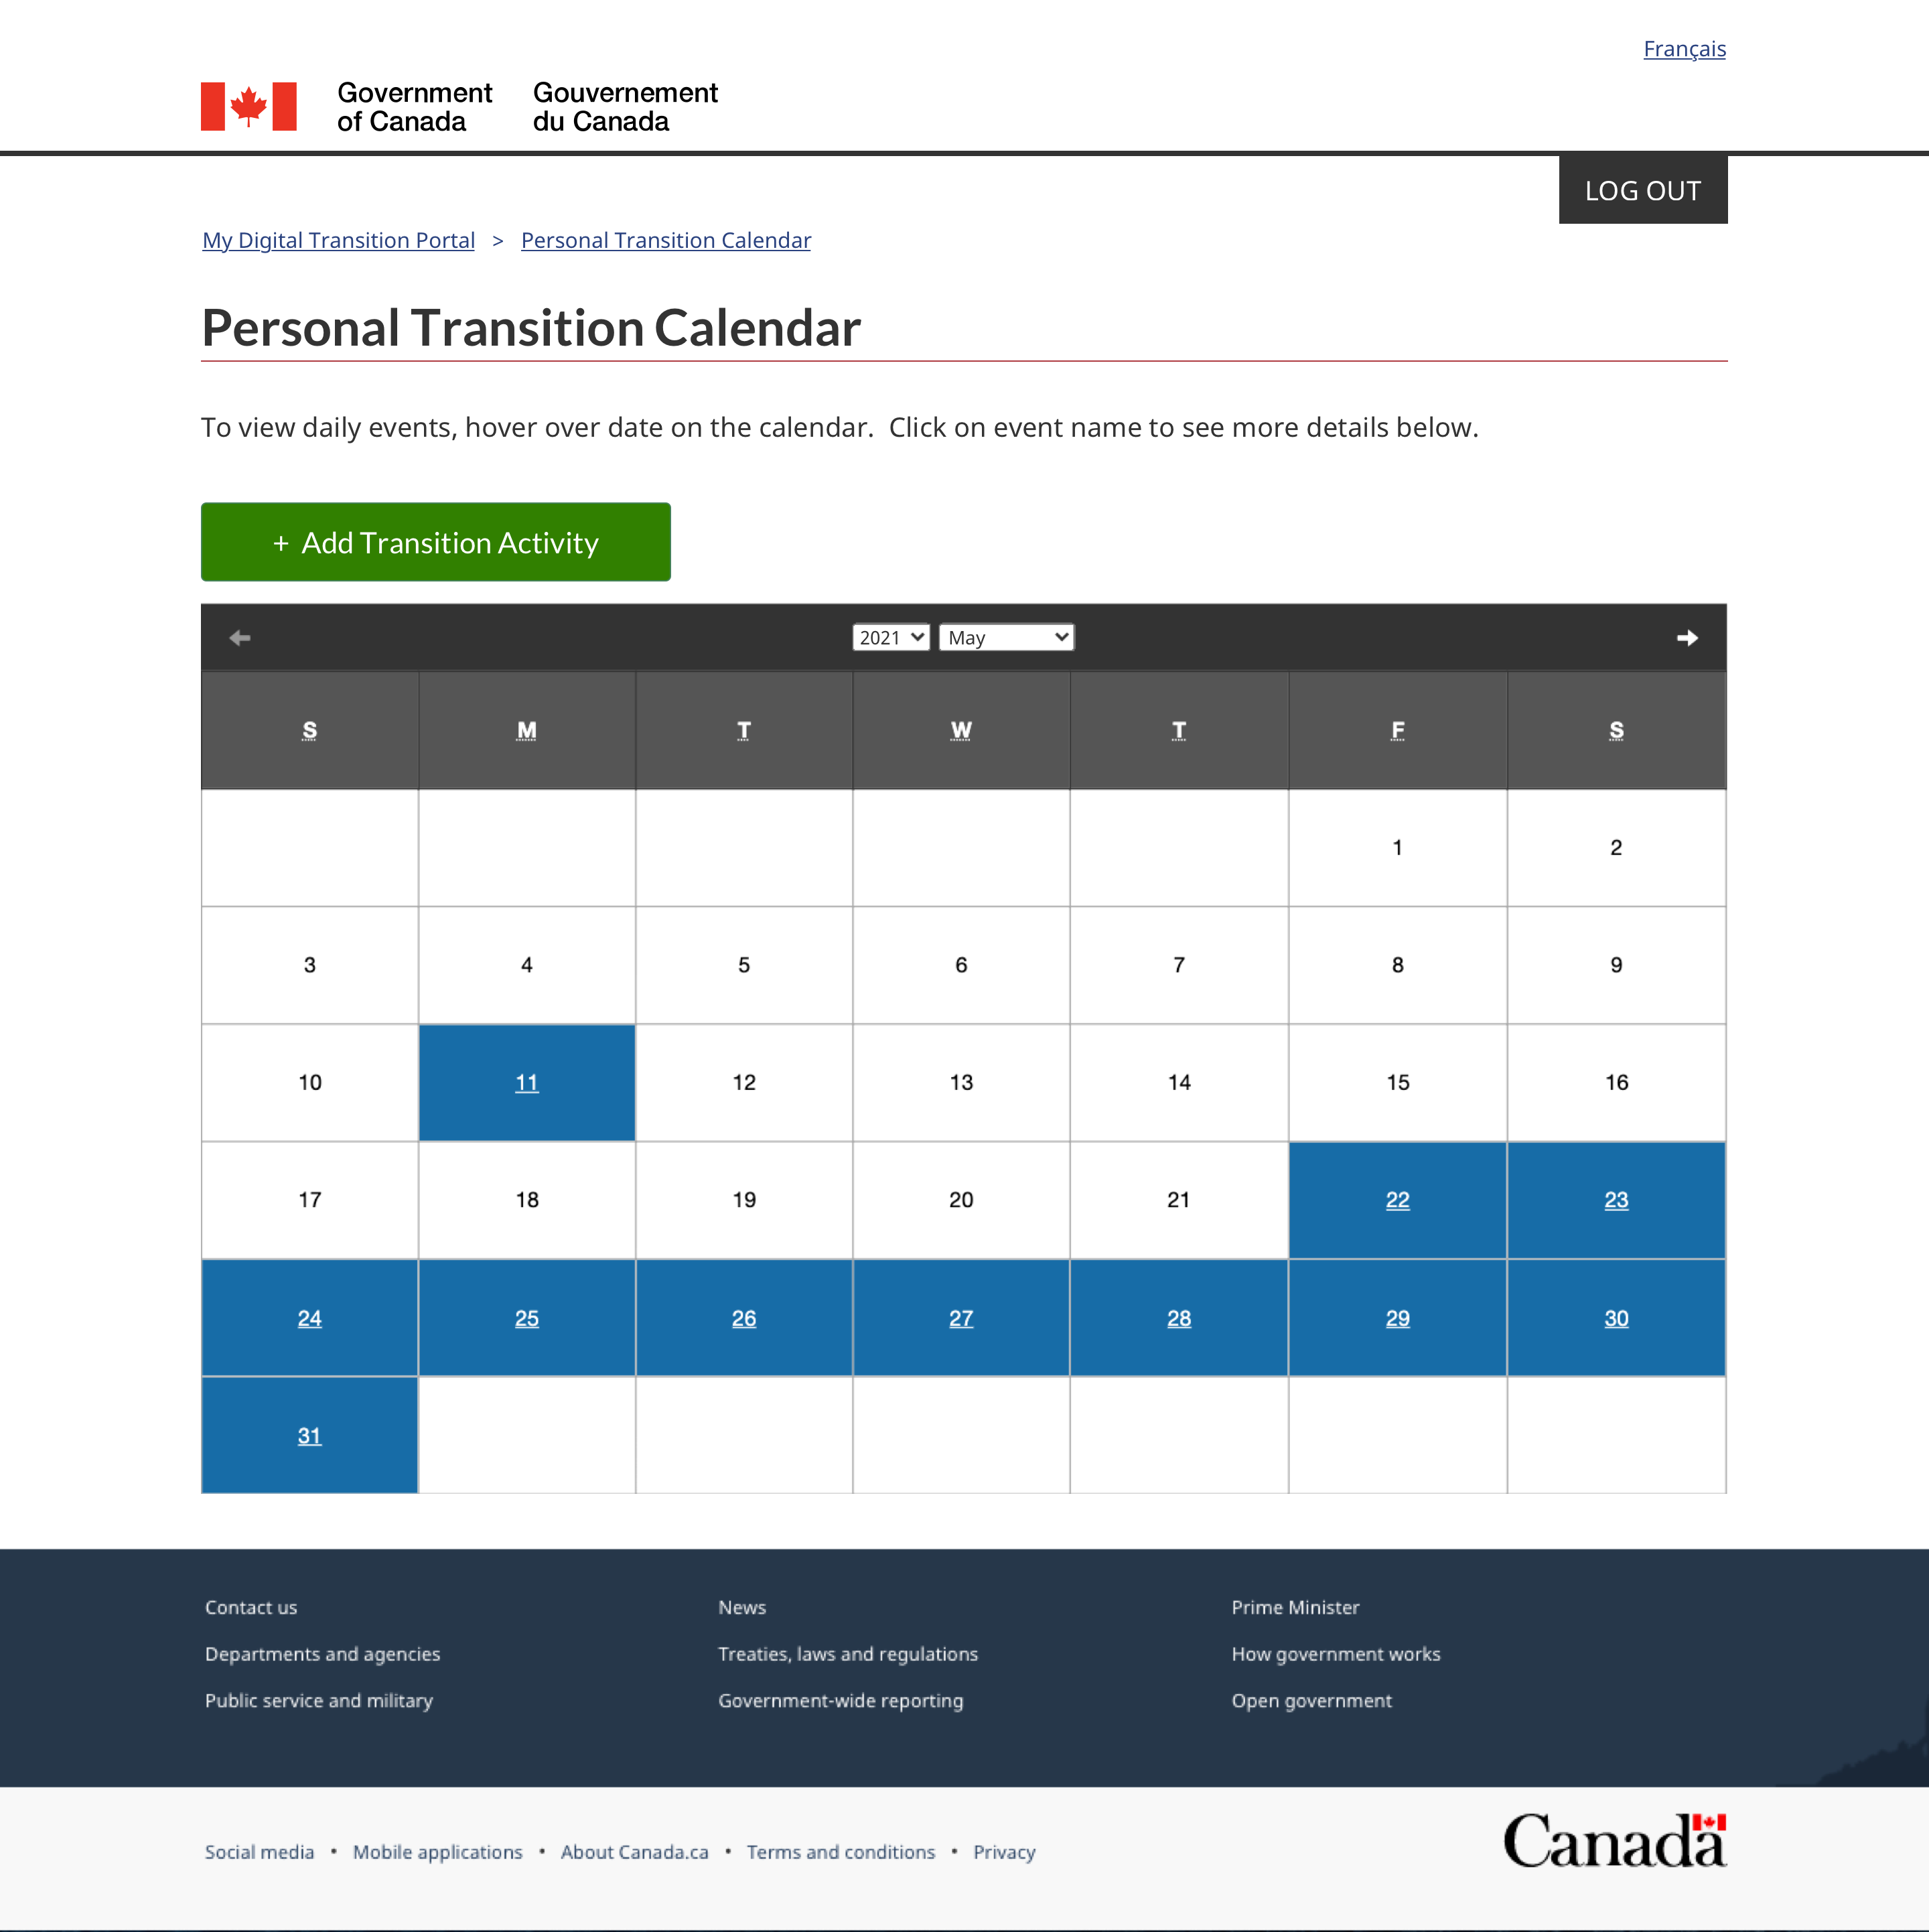 Français
Government of Canada
Gouvernement du Canada
LOG OUT
My Digital Transition Portal > Personal Transition Calendar
Personal Transition Calendar
To view daily events, hover over date on the calendar. Click on event name to see more details below.
+ Add Transition Activity
2021 May
S M T W T F S
1 2
3 4 5 6 7 8 9
10 11 12 13 14 15 16
17 18 19 20 21 22 23
24 25 26 27 28 29 30
31
Contact us News Prime Minister
Departments and agencies Treaties, laws and regulations How government works
Public service and military Government-wide reporting Open government
Social media • Mobile applications • About Canada.ca • Terms and conditions • Privacy
Canada